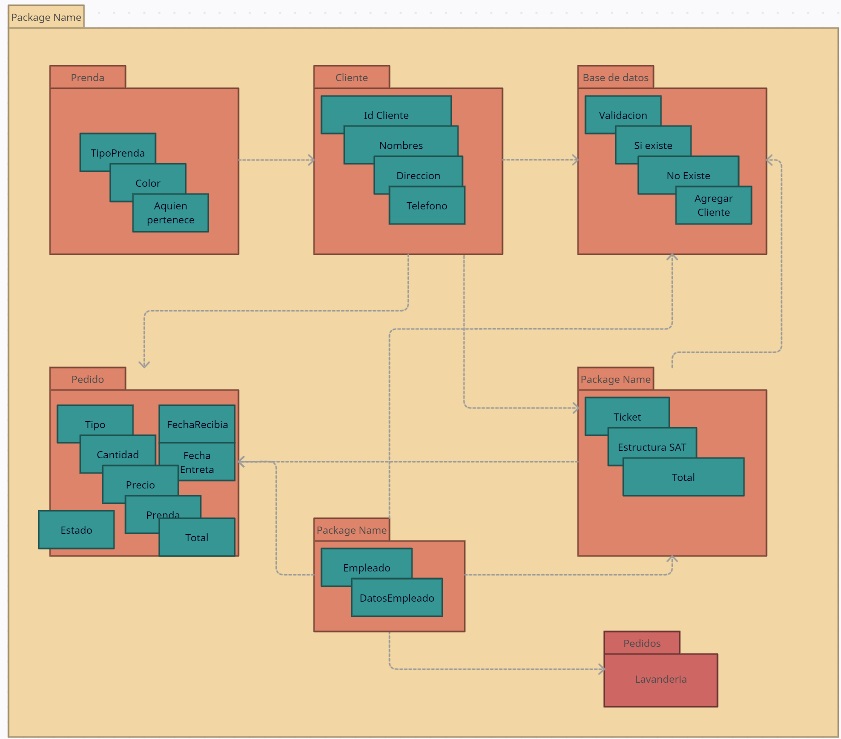 Package Name
Prenda
TipoPrenda
Color
Aquien
pertenece
Cliente
Id Cliente
Nombres
Direccion
Telefono
Base de datos
Validacion
Si existe
No Existe
Agregar
Cliente
Pedido
Tipo
Cantidad
Precio
Prenda
Estado
FechaRecibia
Fecha
Entreta
Total
Package Name
Ticket
Estructura SAT
Total
Package Name
Empleado
DatosEmpleado
Pedidos
Lavanderia